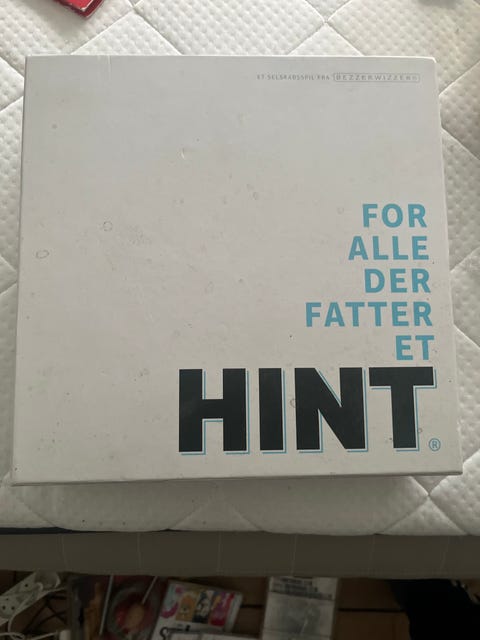 ET SELSKABSSPIL FRA BEZZERWIZZER®
FOR
ALLE
DER
FATTER
ET
HINT®